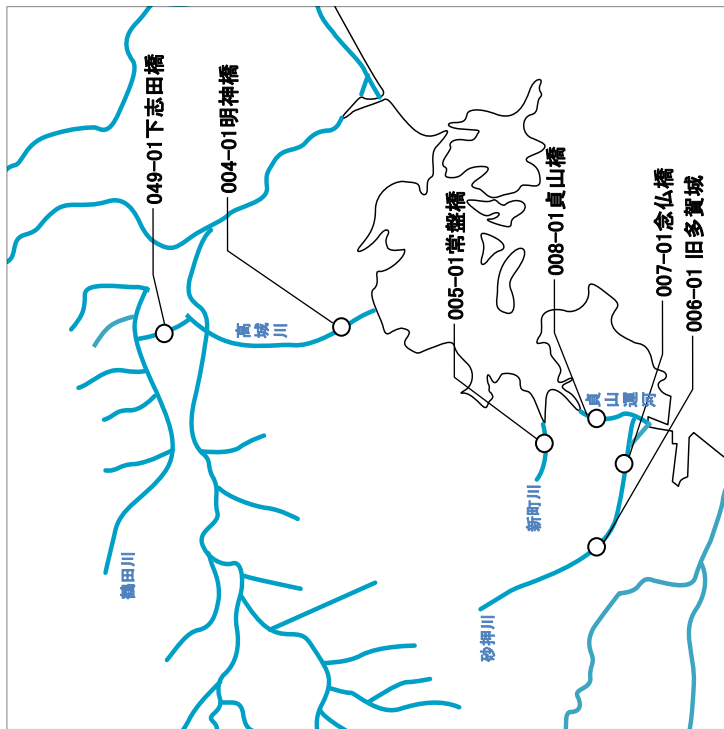 049-01下志田橋
004-01明神橋
005-01常盤橋
008-01貞山橋
007-01念仏橋
006-01 旧多賀城
高城川
貞山運河
新町川
鶴田川
砂押川